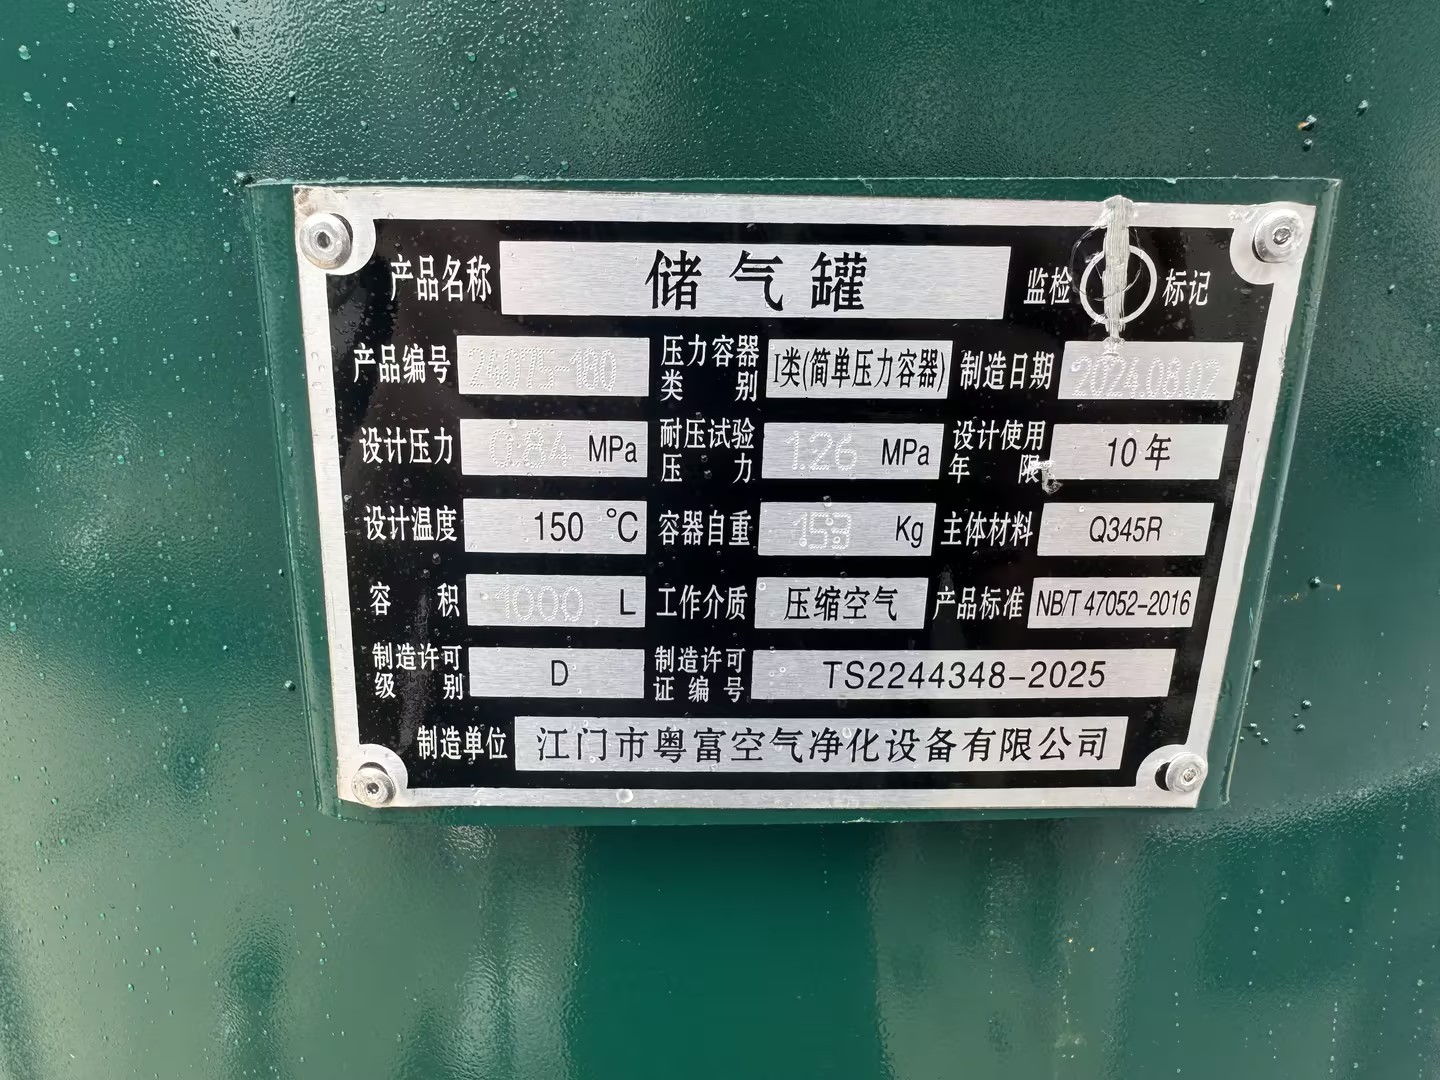 产品名称 储气罐 监检 标记
产品编号 24075-180 压力容器类别 I类(简单压力容器) 制造日期 2024.08.02
设计压力 0.84 MPa 耐压试验压力 1.26 MPa 设计使用年限 10年
设计温度 150 ℃ 容器自重 153 Kg 主体材料 Q345R
容积 1000 L 工作介质 压缩空气 产品标准 NB/T 47052-2016
制造许可级别 D 制造许可证编号 TS2244348-2025
制造单位 江门市粤富空气净化设备有限公司